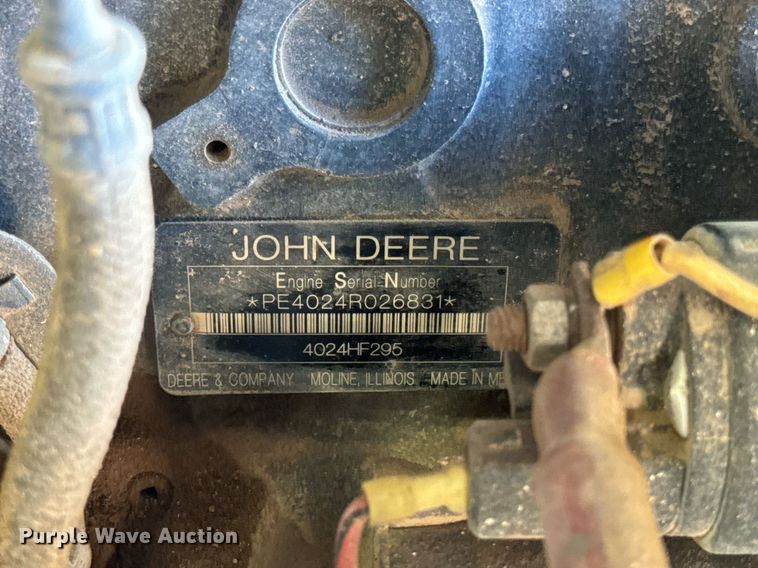 JOHN DEERE
Engine Serial-Number
*PE4024R026831*
4024HF295
DEERE & COMPANY MOLINE, ILLINOIS MADE IN
Purple Wave Auction